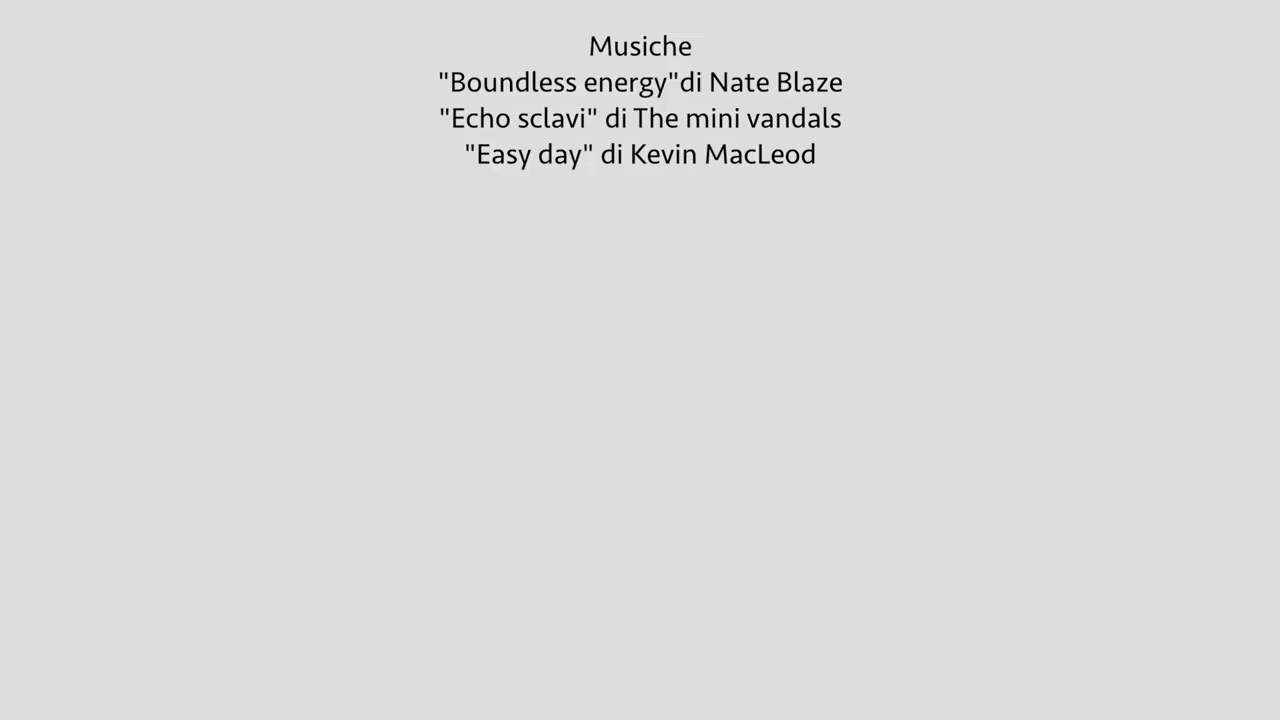 Musiche
"Boundless energy"di Nate Blaze
"Echo sclavi" di The mini vandals
"Easy day" di Kevin MacLeod